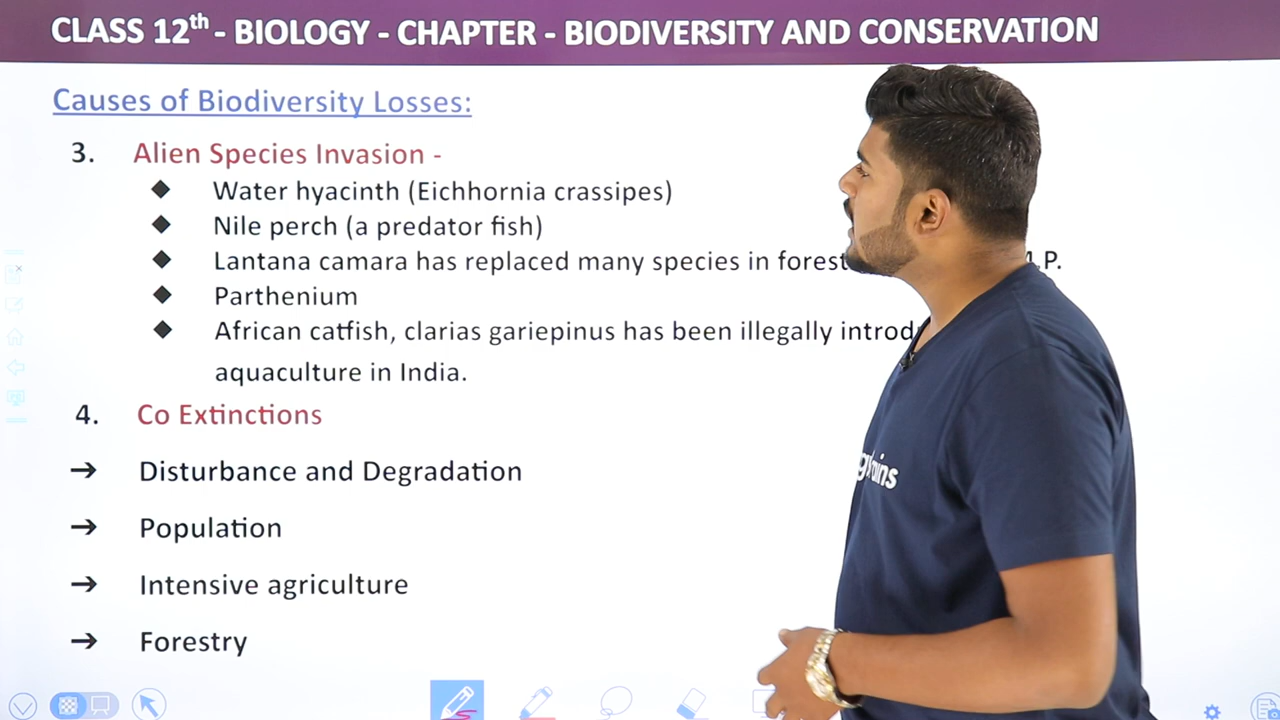 CLASS 12th - BIOLOGY - CHAPTER - BIODIVERSITY AND CONSERVATION
Causes of Biodiversity Losses:
3. Alien Species Invasion -
◆ Water hyacinth (Eichhornia crassipes)
◆ Nile perch (a predator fish)
◆ Lantana camara has replaced many species in .P.
◆ Parthenium
◆ African catfish, clarias gariepinus has been illegally
aquaculture in India.
4. Co Extinctions
➔ Disturbance and Degradation
➔ Population
➔ Intensive agriculture
➔ Forestry